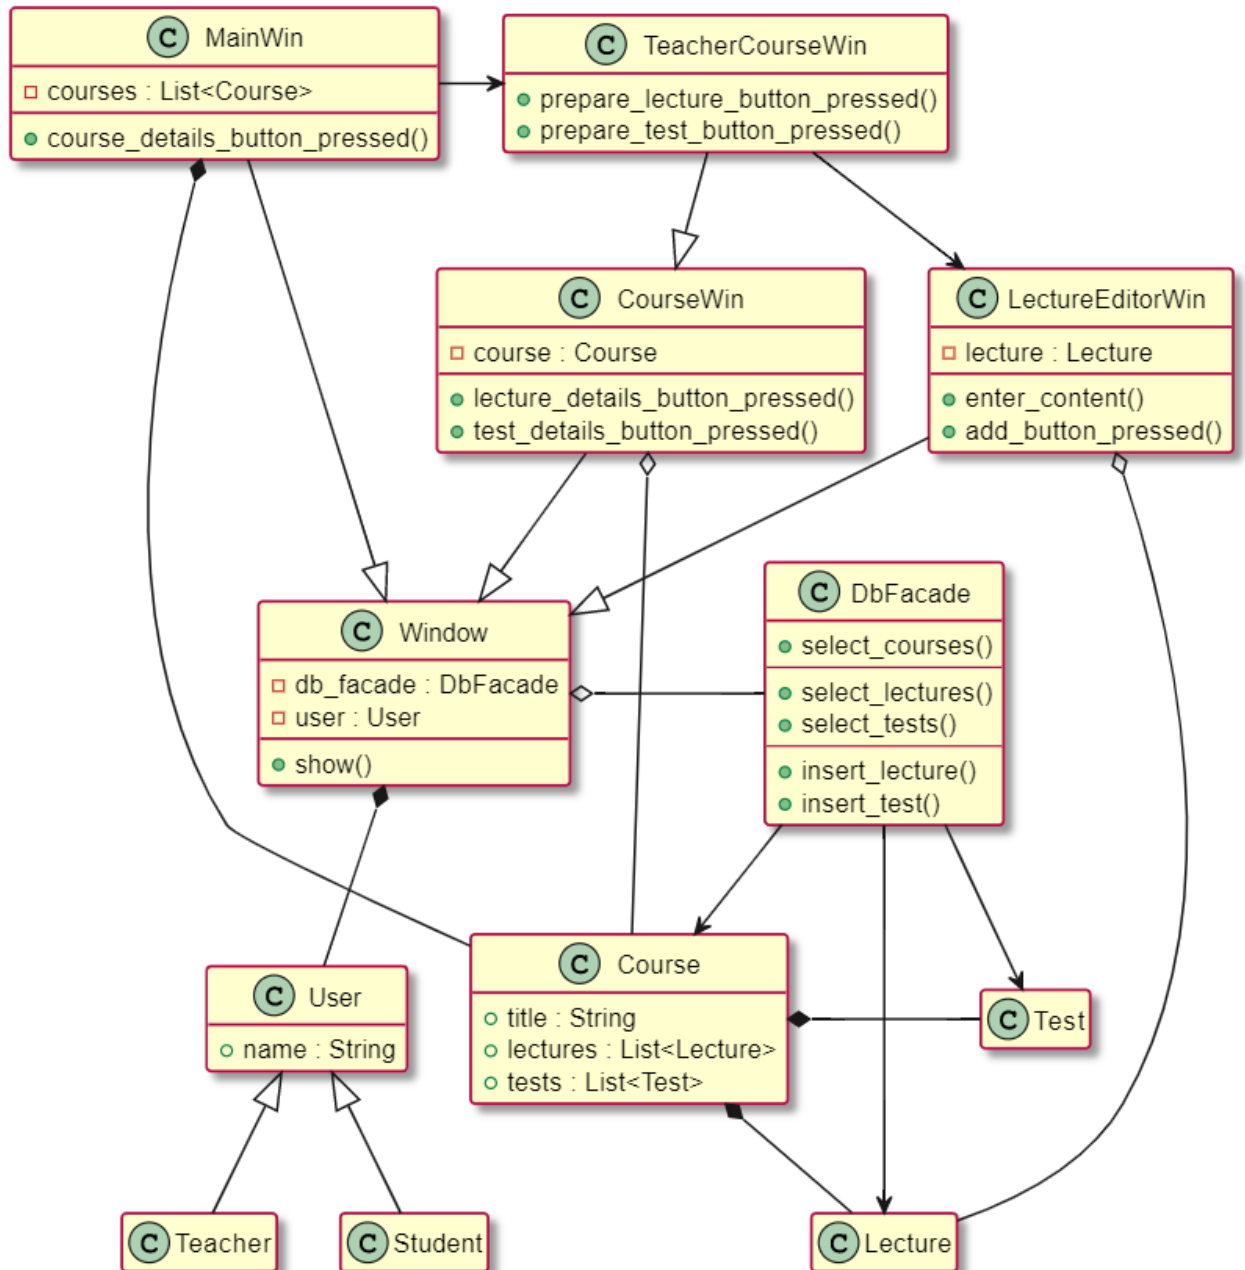 C MainWin
courses : List<Course>
course_details_button_pressed()
C TeacherCourseWin
prepare_lecture_button_pressed()
prepare_test_button_pressed()
C CourseWin
course : Course
lecture_details_button_pressed()
test_details_button_pressed()
C LectureEditorWin
lecture : Lecture
enter_content()
add_button_pressed()
C Window
db_facade : DbFacade
user : User
show()
C DbFacade
select_courses()
select_lectures()
select_tests()
insert_lecture()
insert_test()
C User
name : String
C Course
title : String
lectures : List<Lecture>
tests : List<Test>
C Test
C Teacher
C Student
C Lecture